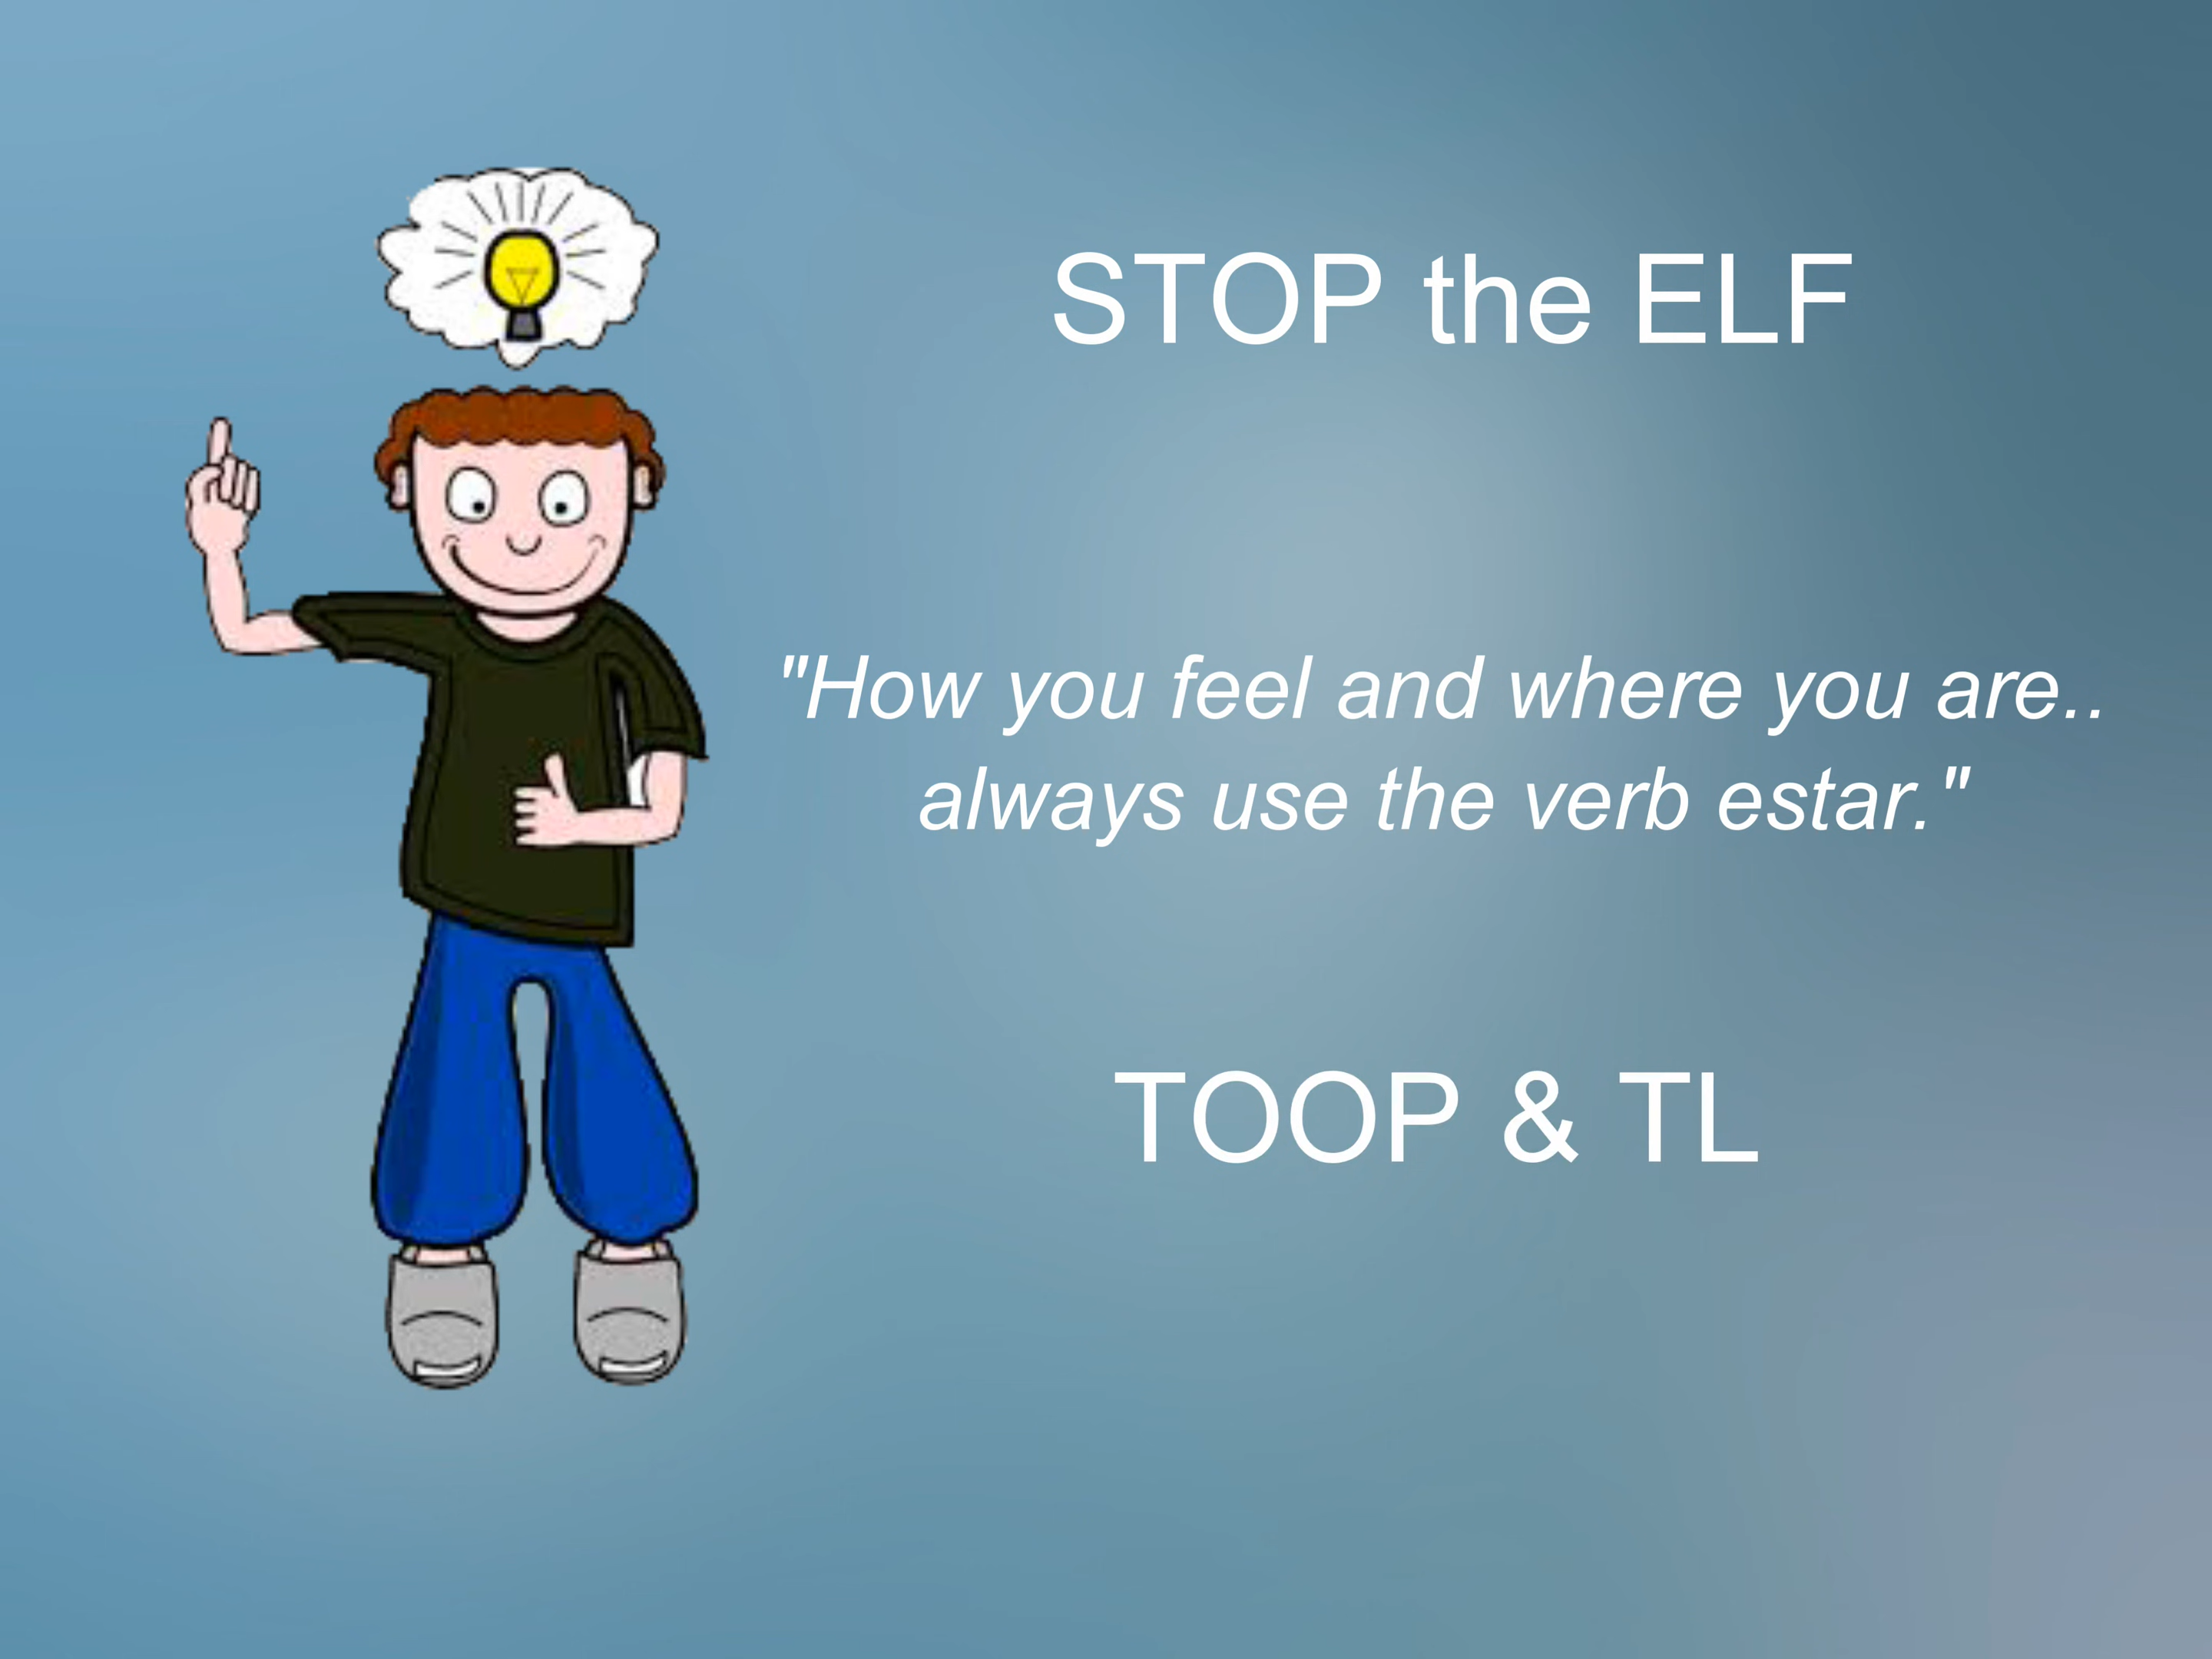 STOP the ELF
"How you feel and where you are..
always use the verb estar."
TOOP & TL